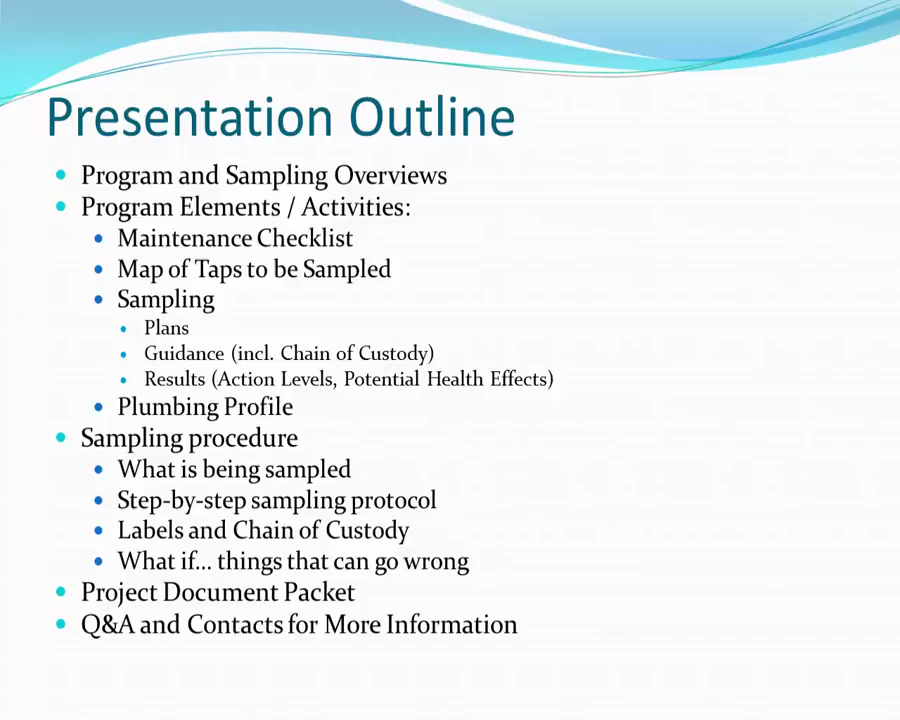 Presentation Outline
• Program and Sampling Overviews
• Program Elements / Activities:
• Maintenance Checklist
• Map of Taps to be Sampled
• Sampling
• Plans
• Guidance (incl. Chain of Custody)
• Results (Action Levels, Potential Health Effects)
• Plumbing Profile
• Sampling procedure
• What is being sampled
• Step-by-step sampling protocol
• Labels and Chain of Custody
• What if... things that can go wrong
• Project Document Packet
• Q&A and Contacts for More Information